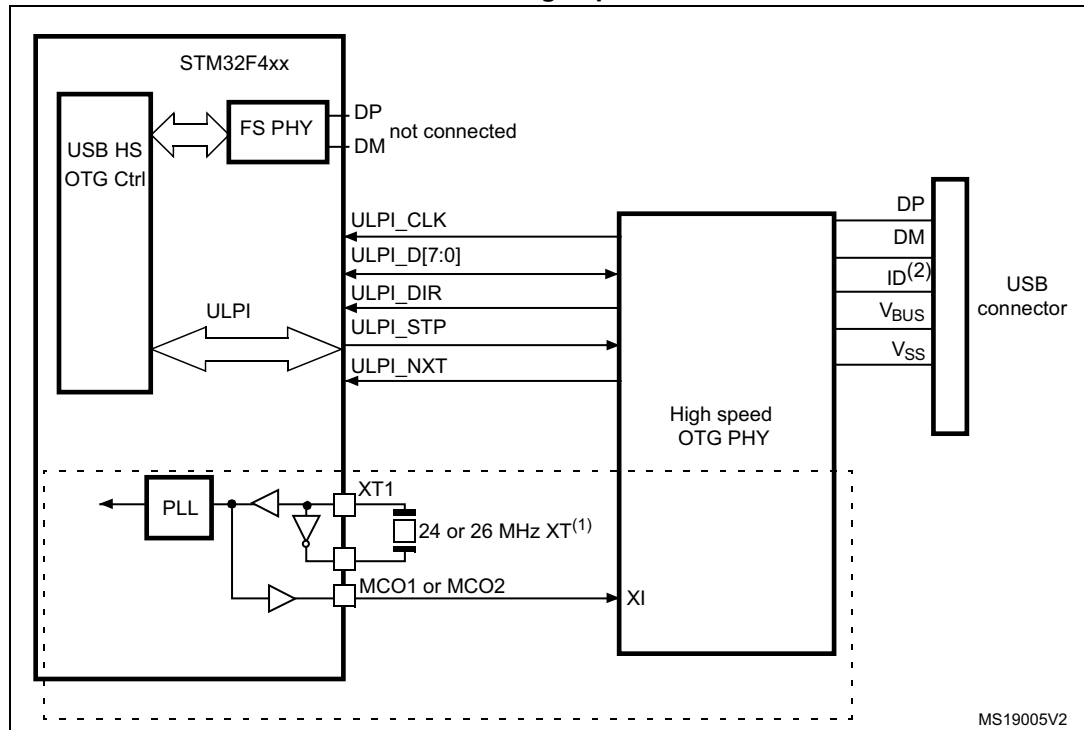 STM32F4xx
FS PHY
DP
DM
not connected
USB HS
OTG Ctrl
ULPI_CLK
ULPI_D[7:0]
ULPI_DIR
ULPI_STP
ULPI_NXT
ULPI
High speed
OTG PHY
DP
DM
ID(2)
VBUS
VSS
USB
connector
PLL
XT1
24 or 26 MHz XT(1)
MCO1 or MCO2
XI
MS19005V2